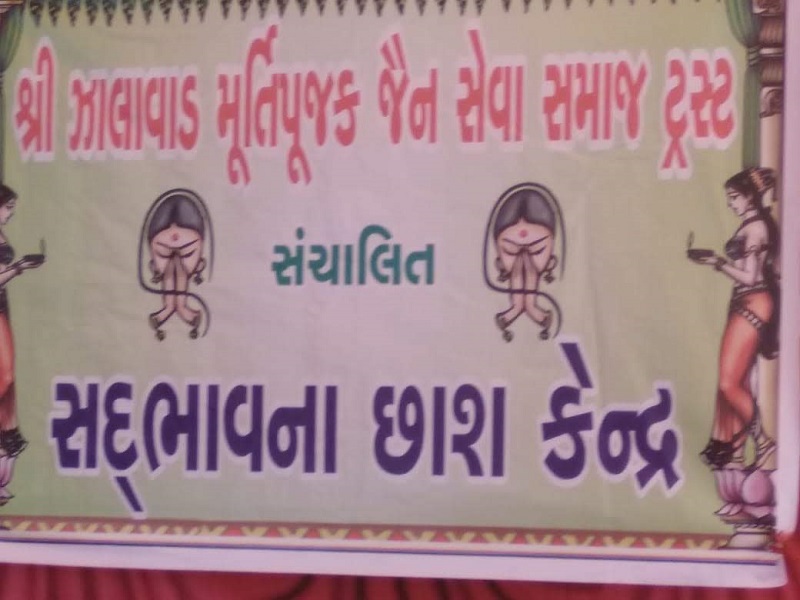 શ્રી ઝાલાવાડ મૂર્તિપૂજક જૈન સેવા સમાજ ટ્રસ્ટ
સંચાલિત
સદ્‌ભાવના છાશ કેન્દ્ર